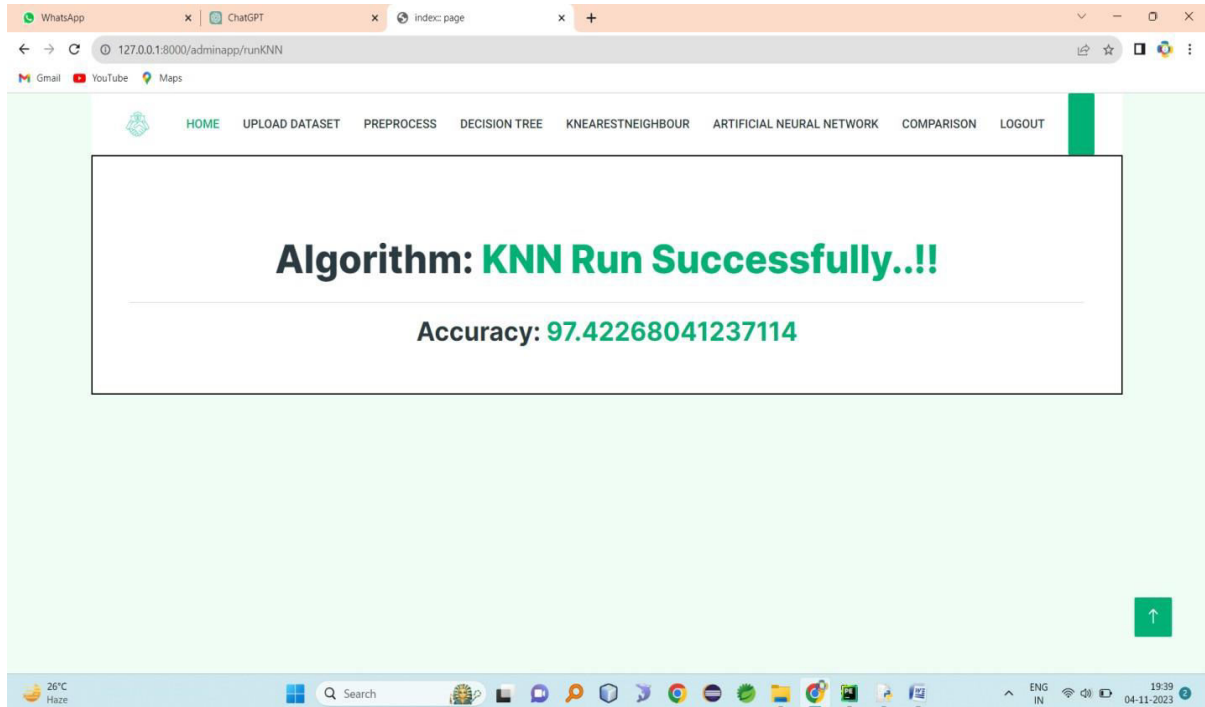 WhatsApp
ChatGPT
index:: page
127.0.0.1:8000/adminapp/runKNN
Gmail YouTube Maps
HOME UPLOAD DATASET PREPROCESS DECISION TREE KNEARESTNEIGHBOUR ARTIFICIAL NEURAL NETWORK COMPARISON LOGOUT
Algorithm: KNN Run Successfully..!!
Accuracy: 97.42268041237114
26°C
Haze
Search
ENG
IN
19:39
04-11-2023
2